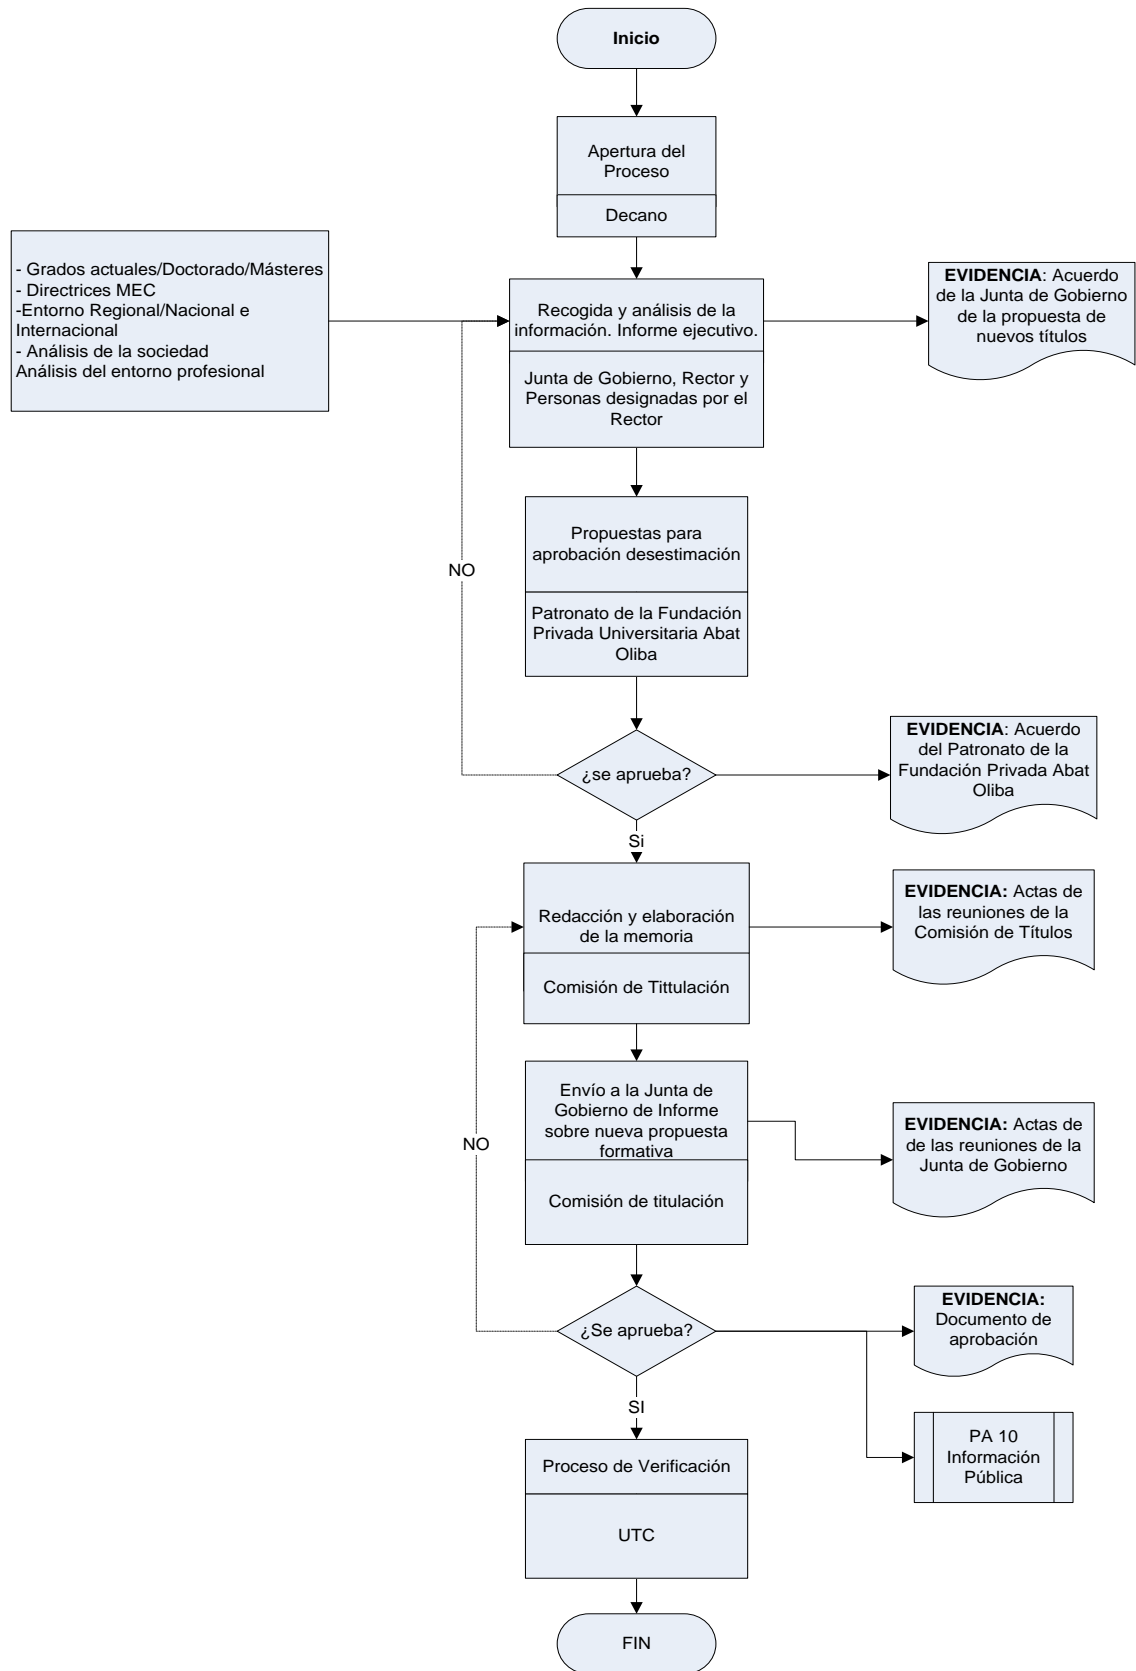 Inicio
Apertura del
Proceso
Decano
- Grados actuales/Doctorado/Másteres
- Directrices MEC
-Entorno Regional/Nacional e
Internacional
- Análisis de la sociedad
Análisis del entorno profesional
Recogida y análisis de la
información. Informe ejecutivo.
Junta de Gobierno, Rector y
Personas designadas por el
Rector
EVIDENCIA: Acuerdo
de la Junta de Gobierno
de la propuesta de
nuevos títulos
Propuestas para
aprobación desestimación
Patronato de la Fundación
Privada Universitaria Abat
Oliba
NO
¿se aprueba?
EVIDENCIA: Acuerdo
del Patronato de la
Fundación Privada Abat
Oliba
Si
Redacción y elaboración
de la memoria
Comisión de Tittulación
EVIDENCIA: Actas de
las reuniones de la
Comisión de Títulos
Envío a la Junta de
Gobierno de Informe
sobre nueva propuesta
formativa
Comisión de titulación
EVIDENCIA: Actas de
de las reuniones de la
Junta de Gobierno
NO
¿Se aprueba?
EVIDENCIA:
Documento de
aprobación
SI
PA 10
Información
Pública
Proceso de Verificación
UTC
FIN